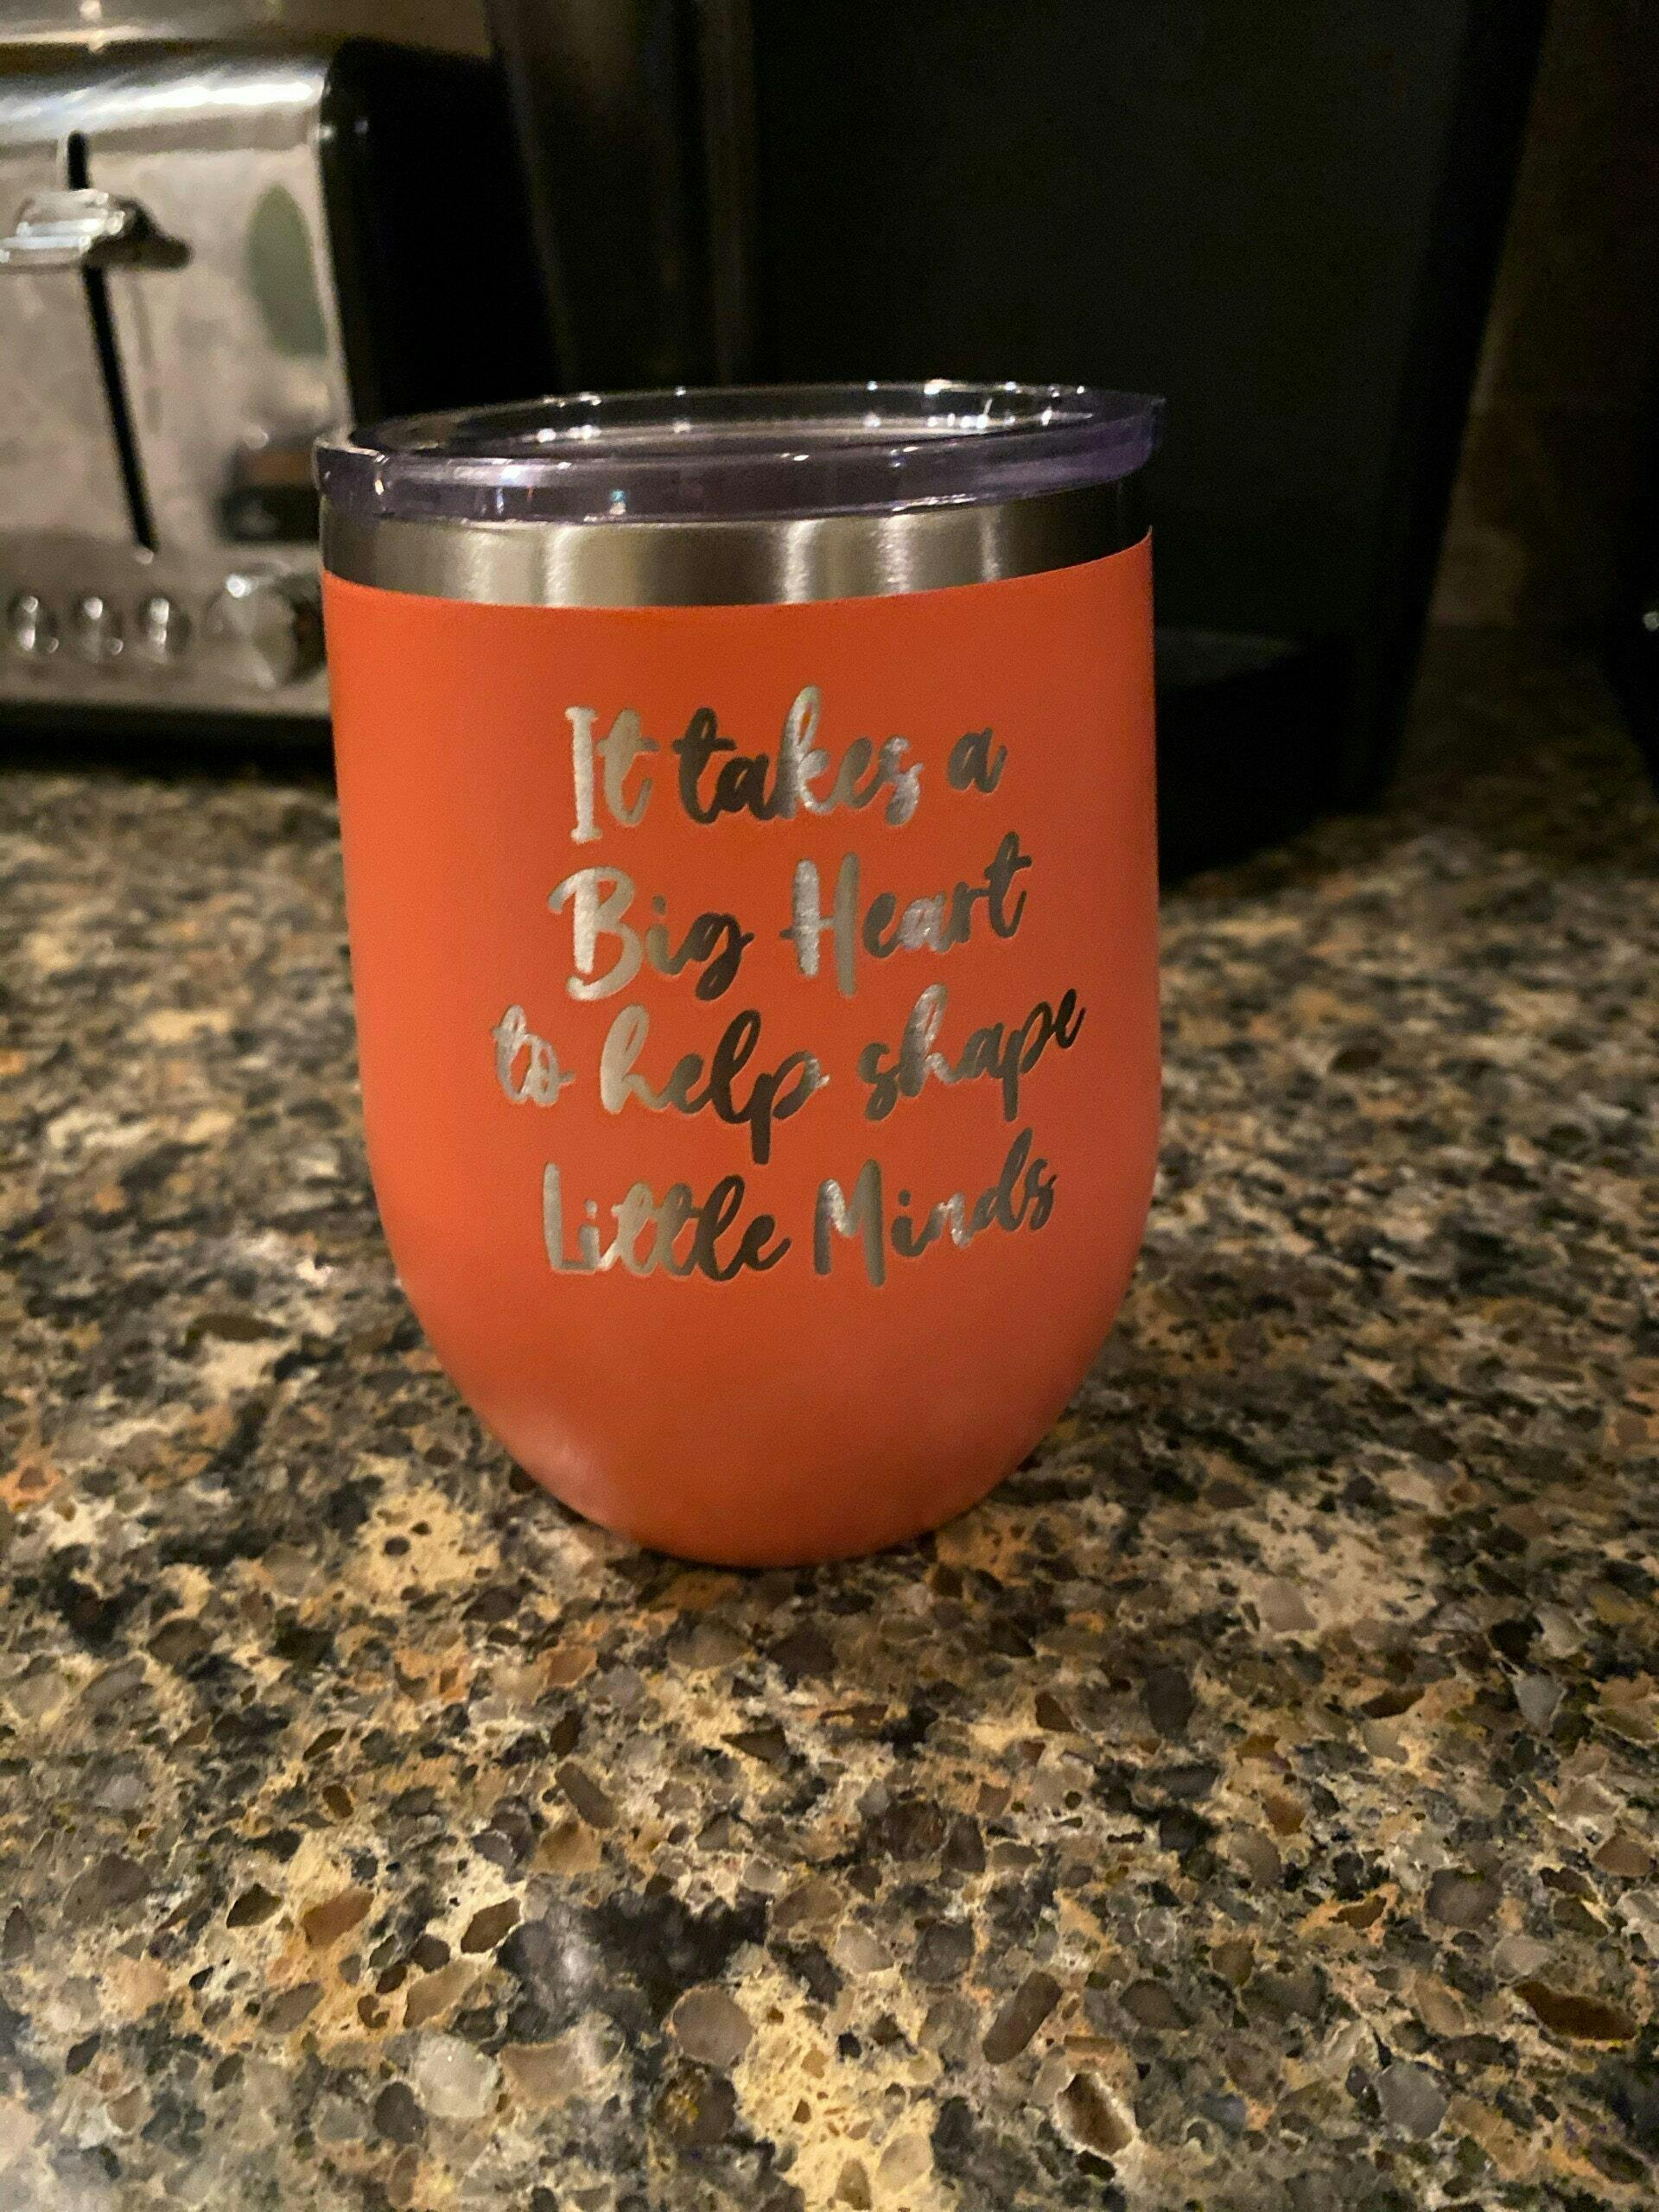 It takes a
Big Heart
to help shape
Little Minds